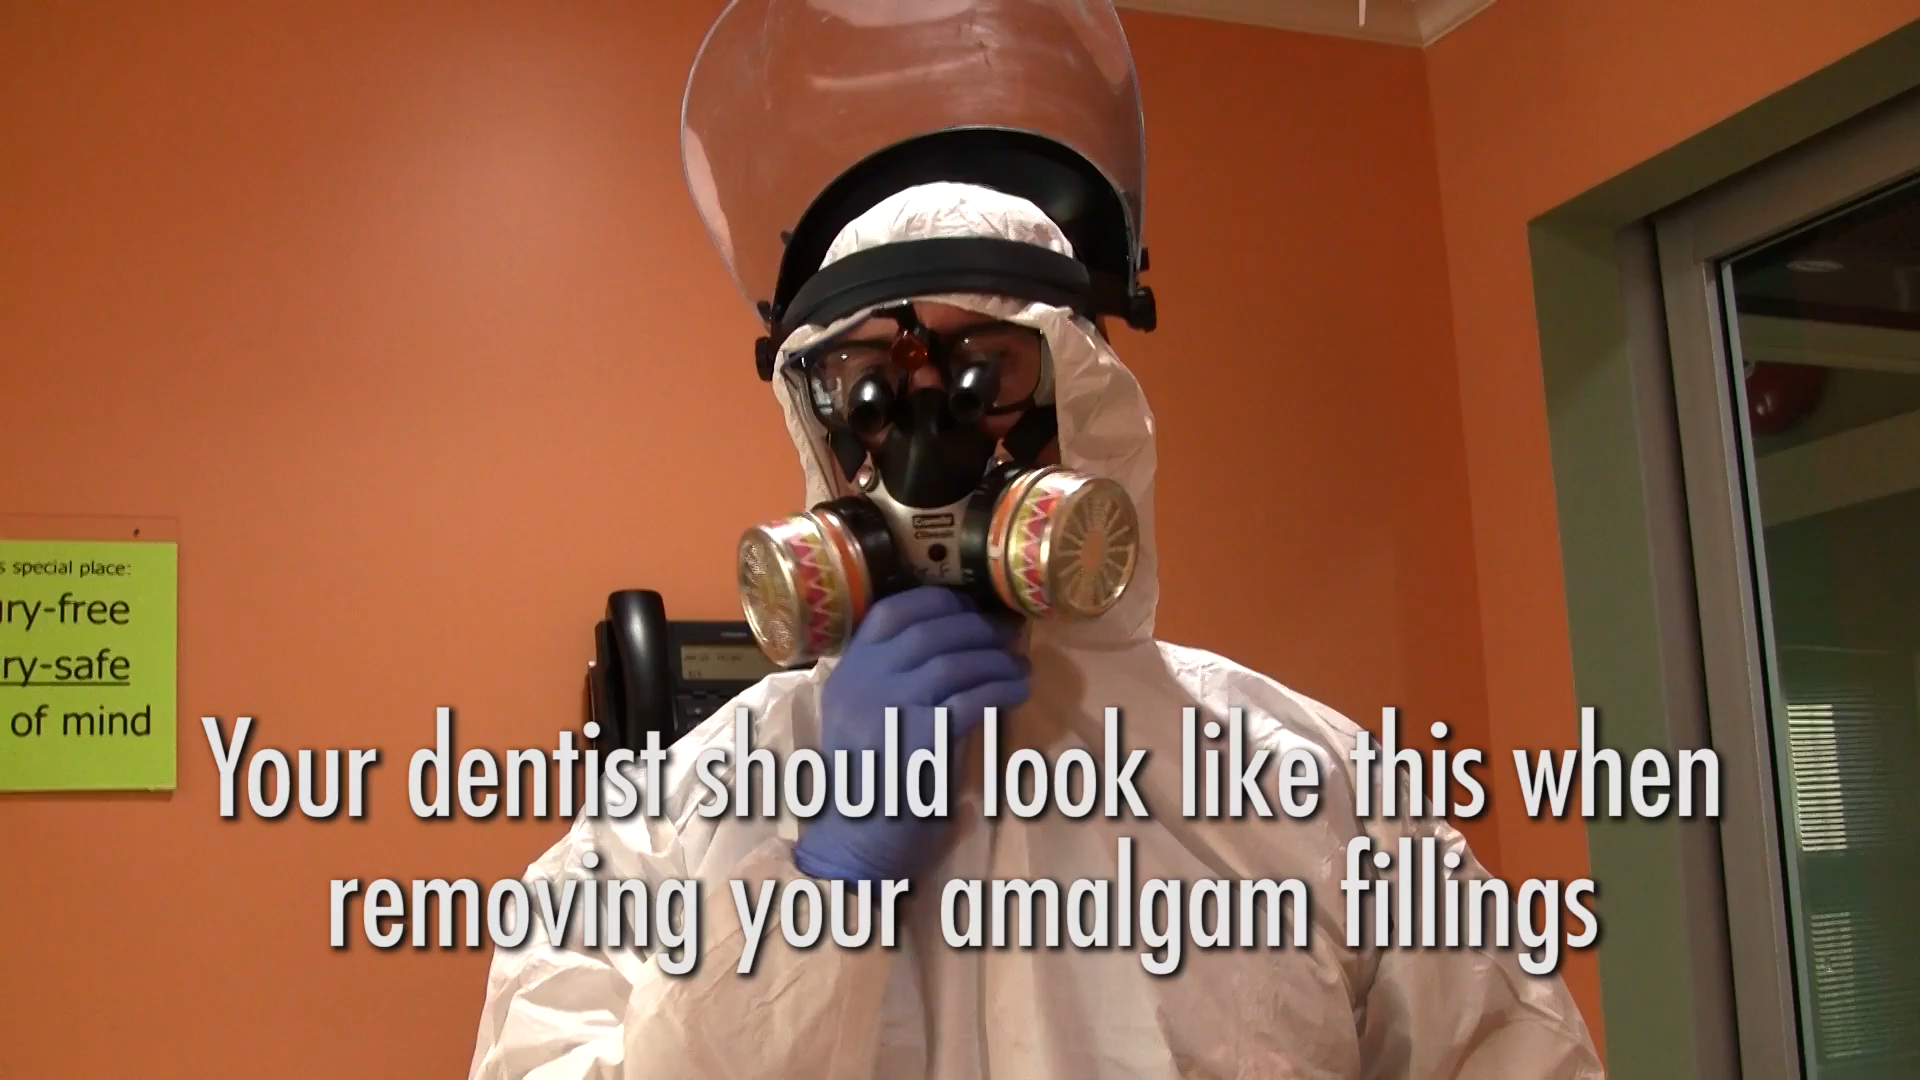 s special place:
ury-free
ry-safe
of mind
Your dentist should look like this when
removing your amalgam fillings